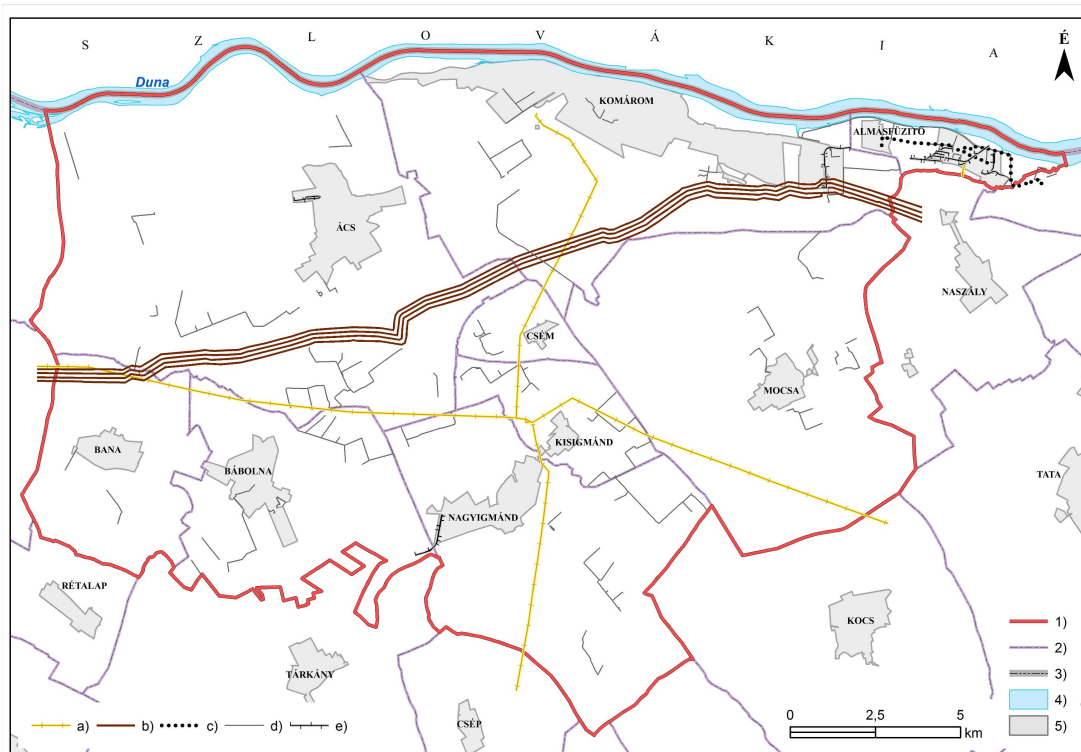 S Z L O V Á K I A
É
Duna
KOMÁROM
ALMÁSFÜZITŐ
ÁCS
NASZÁLY
CSÉM
MOCSA
BANA
BÁBOLNA
KISIGMÁND
TATA
NAGYIGMÁND
RÉTALAP
KOCS
TÁRKÁNY
CSÉP
1)
2)
3)
4)
5)
a) b) c) d) e)
0 2,5 5
km